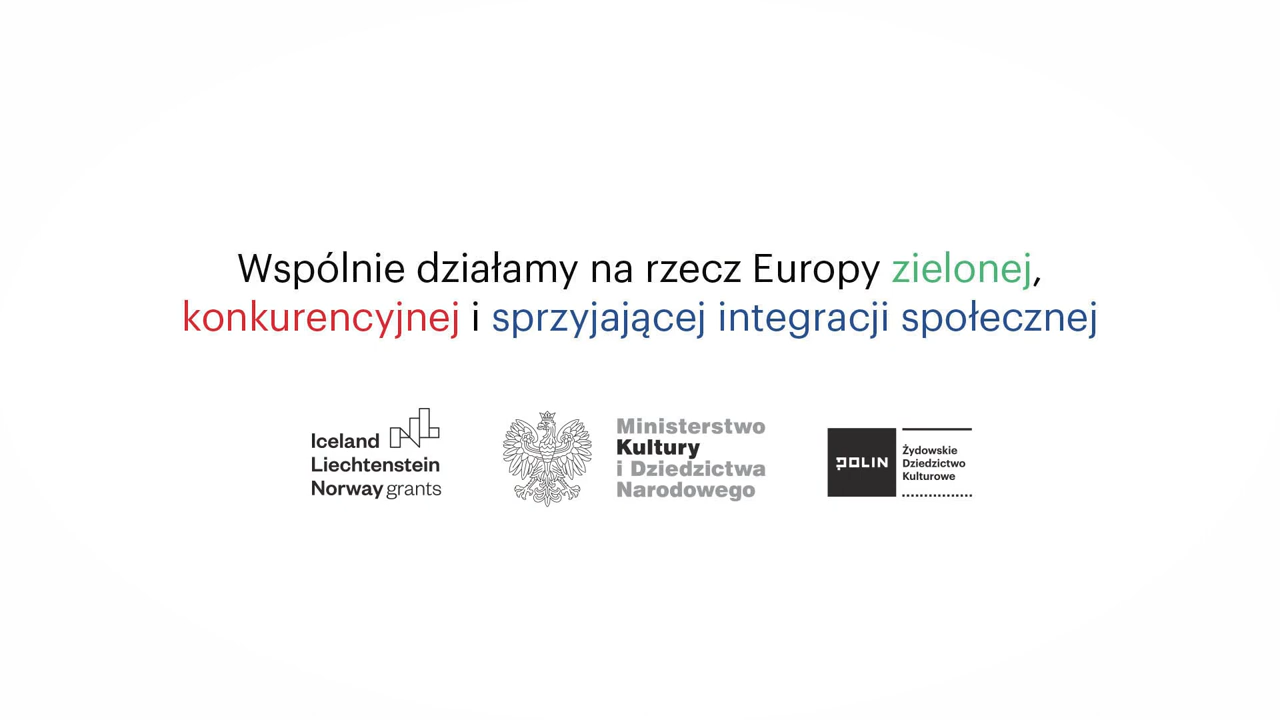 Wspólnie działamy na rzecz Europy zielonej,
konkurencyjnej i sprzyjającej integracji społecznej
Iceland
Liechtenstein
Norway grants
Ministerstwo
Kultury
i Dziedzictwa
Narodowego
POLIN
Żydowskie
Dziedzictwo
Kulturowe